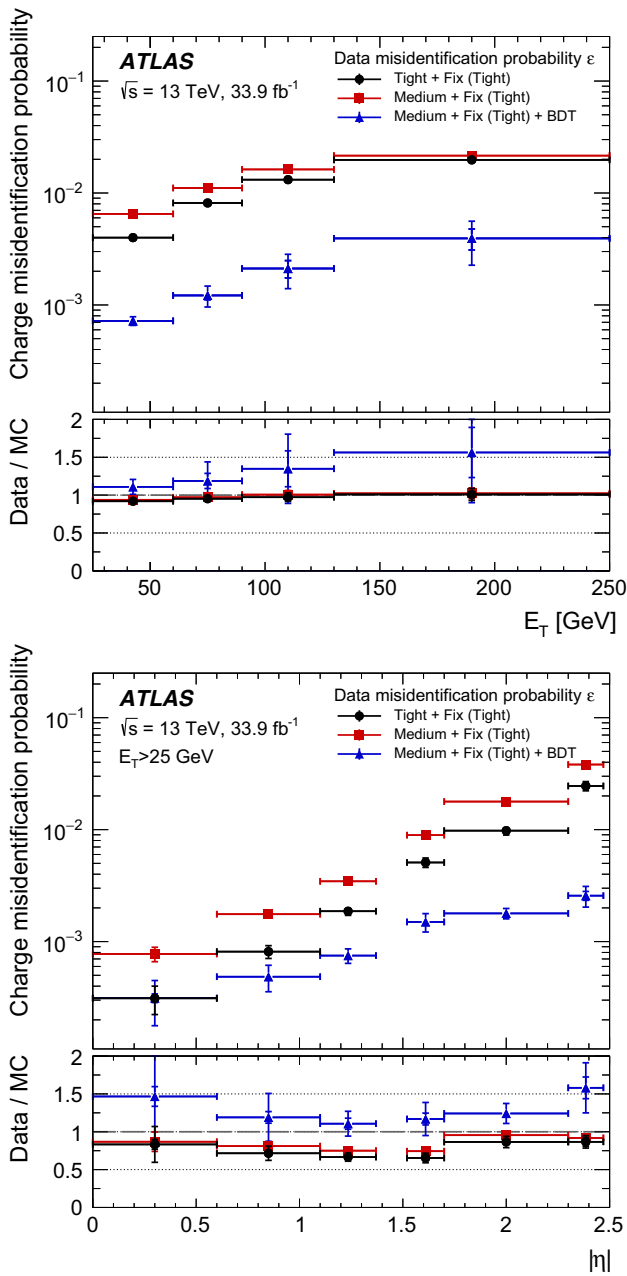 ATLAS
√s = 13 TeV, 33.9 fb⁻¹
Data misidentification probability ε
Tight + Fix (Tight)
Medium + Fix (Tight)
Medium + Fix (Tight) + BDT
Charge misidentification probability
10⁻¹
10⁻²
10⁻³
Data / MC
2
1.5
1
0.5
0
50 100 150 200 250
E_T [GeV]
ATLAS
√s = 13 TeV, 33.9 fb⁻¹
E_T>25 GeV
Data misidentification probability ε
Tight + Fix (Tight)
Medium + Fix (Tight)
Medium + Fix (Tight) + BDT
Charge misidentification probability
10⁻¹
10⁻²
10⁻³
Data / MC
2
1.5
1
0.5
0
0 0.5 1 1.5 2 2.5
|η|